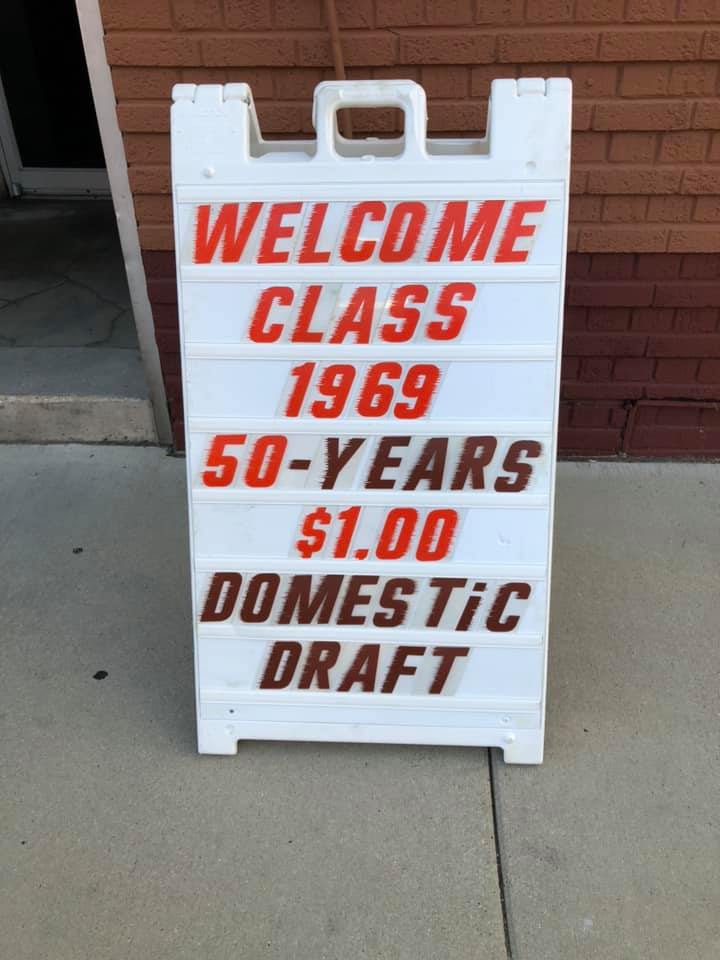 WELCOME
CLASS
1969
50-YEARS
$1.00
DOMESTiC
DRAFT